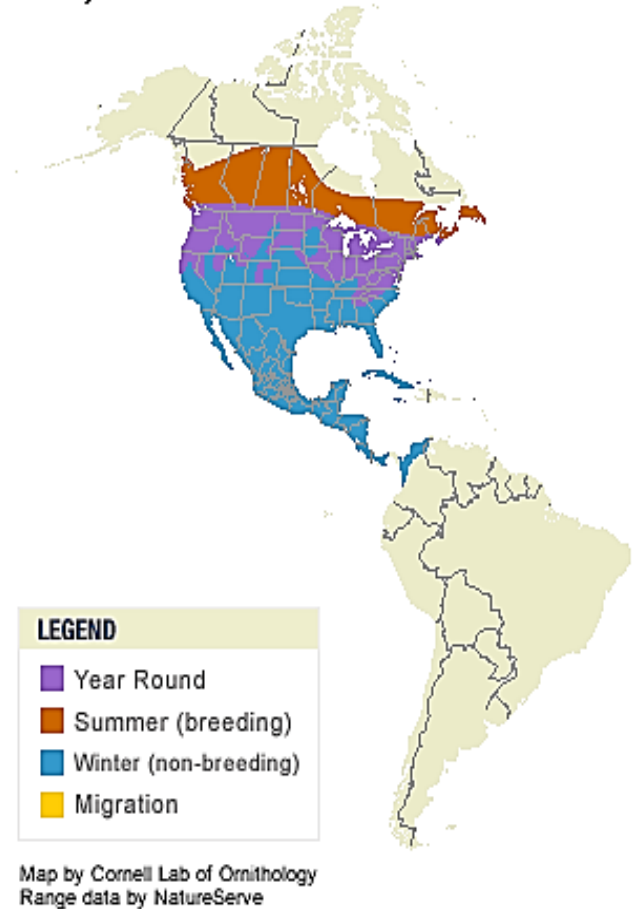 LEGEND
Year Round
Summer (breeding)
Winter (non-breeding)
Migration
Map by Cornell Lab of Ornithology
Range data by NatureServe